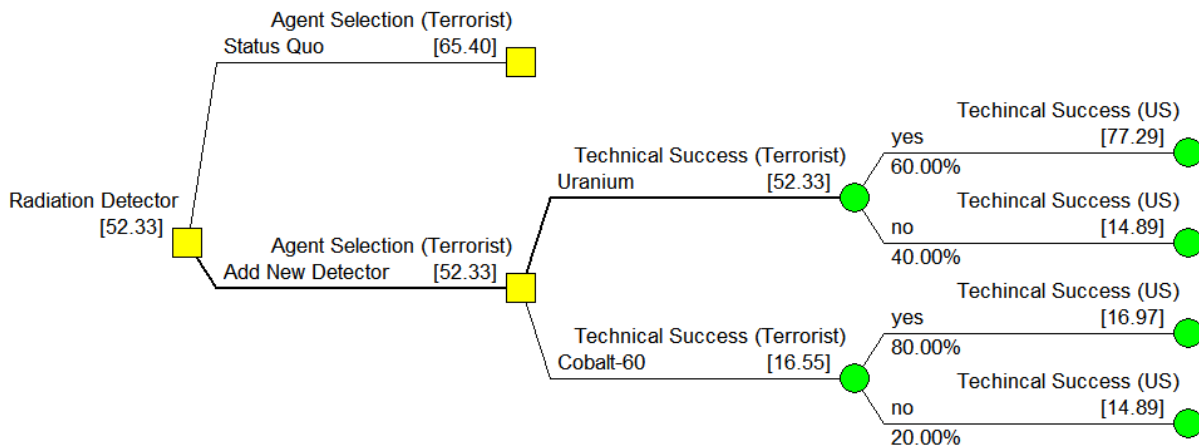 Agent Selection (Terrorist)
Status Quo [65.40]
Radiation Detector
[52.33]
Agent Selection (Terrorist)
Add New Detector [52.33]
Technical Success (Terrorist)
Uranium [52.33]
Techincal Success (US)
yes [77.29]
60.00%
Techincal Success (US)
no [14.89]
40.00%
Technical Success (Terrorist)
Cobalt-60 [16.55]
Techincal Success (US)
yes [16.97]
80.00%
Techincal Success (US)
no [14.89]
20.00%